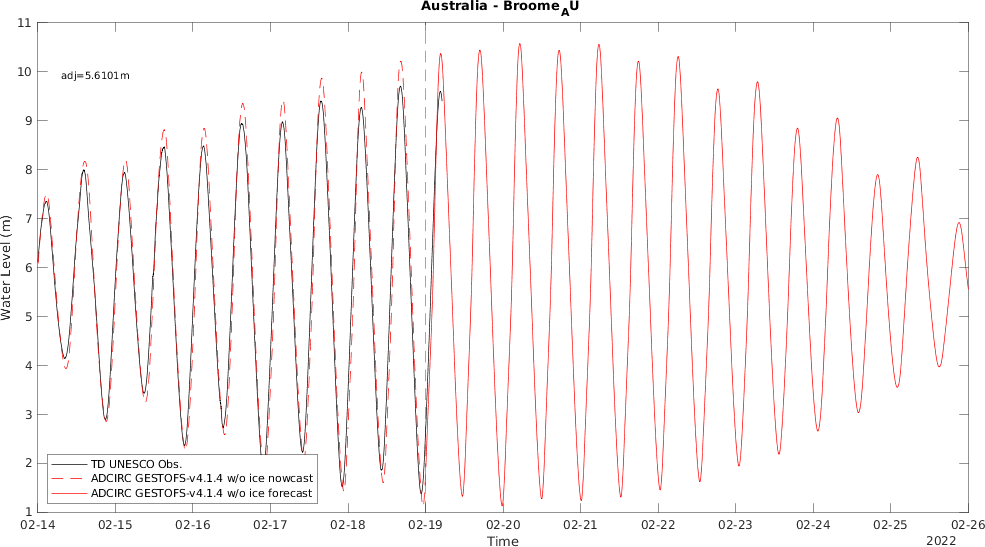 Australia - Broome_AU
adj=5.6101m
Water Level (m)
11
10
9
8
7
6
5
4
3
2
1
TD UNESCO Obs.
ADCIRC GESTOFS-v4.1.4 w/o ice nowcast
ADCIRC GESTOFS-v4.1.4 w/o ice forecast
02-14 02-15 02-16 02-17 02-18 02-19 02-20 02-21 02-22 02-23 02-24 02-25 02-26
Time
2022